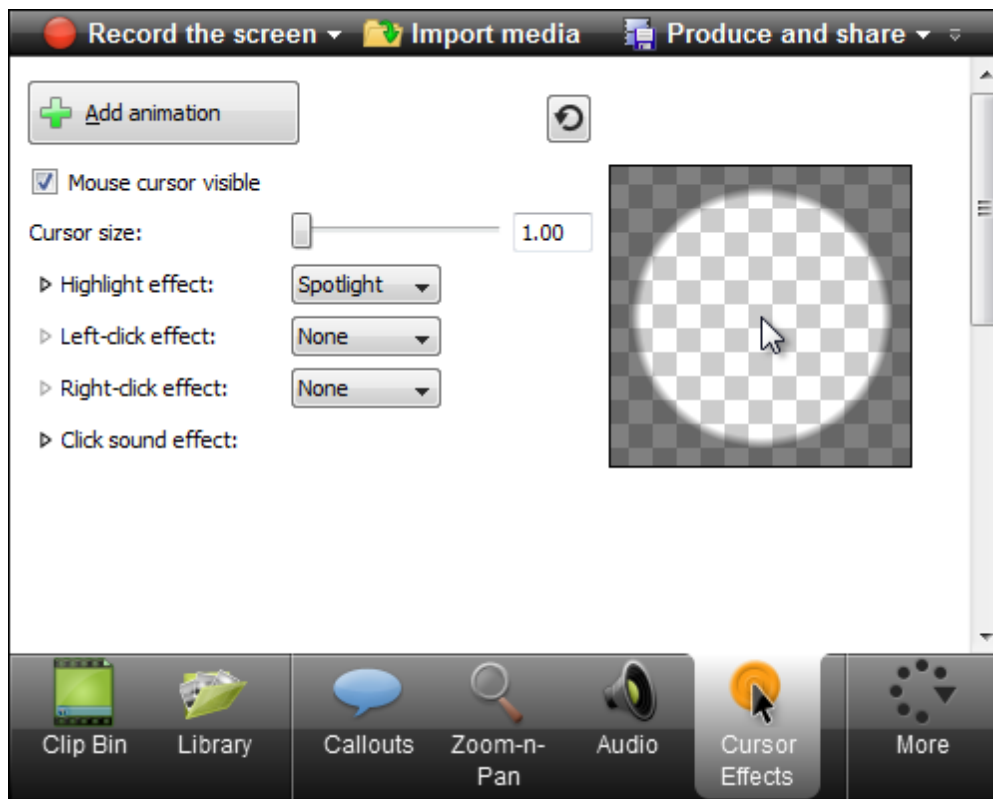 Record the screen Import media Produce and share
Add animation
Mouse cursor visible
Cursor size: 1.00
Highlight effect: Spotlight
Left-click effect: None
Right-click effect: None
Click sound effect:
Clip Bin Library Callouts Zoom-n- Audio Cursor More
Pan Effects